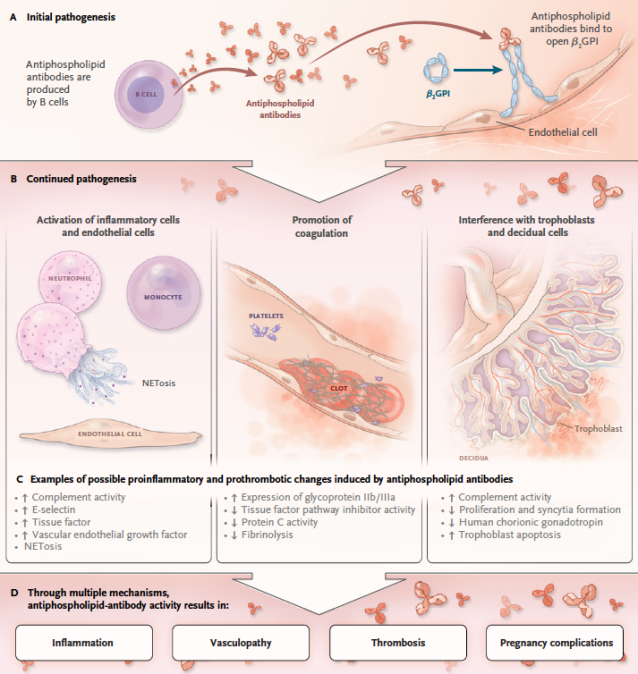 A Initial pathogenesis
Antiphospholipid
antibodies are
produced
by B cells
B CELL
Antiphospholipid
antibodies
β2GPI
Antiphospholipid
antibodies bind to
open β2GPI
Endothelial cell
B Continued pathogenesis
Activation of inflammatory cells
and endothelial cells
NEUTROPHIL
MONOCYTE
NETosis
ENDOTHELIAL CELL
Promotion of
coagulation
PLATELETS
CLOT
Interference with trophoblasts
and decidual cells
Trophoblast
DECIDUA
C Examples of possible proinflammatory and prothrombotic changes induced by antiphospholipid antibodies
• ↑ Complement activity
• ↑ E-selectin
• ↑ Tissue factor
• ↑ Vascular endothelial growth factor
• NETosis
• ↑ Expression of glycoprotein IIb/IIIa
• ↓ Tissue factor pathway inhibitor activity
• ↓ Protein C activity
• ↓ Fibrinolysis
• ↑ Complement activity
• ↓ Proliferation and syncytia formation
• ↓ Human chorionic gonadotropin
• ↑ Trophoblast apoptosis
D Through multiple mechanisms,
antiphospholipid-antibody activity results in:
Inflammation
Vasculopathy
Thrombosis
Pregnancy complications